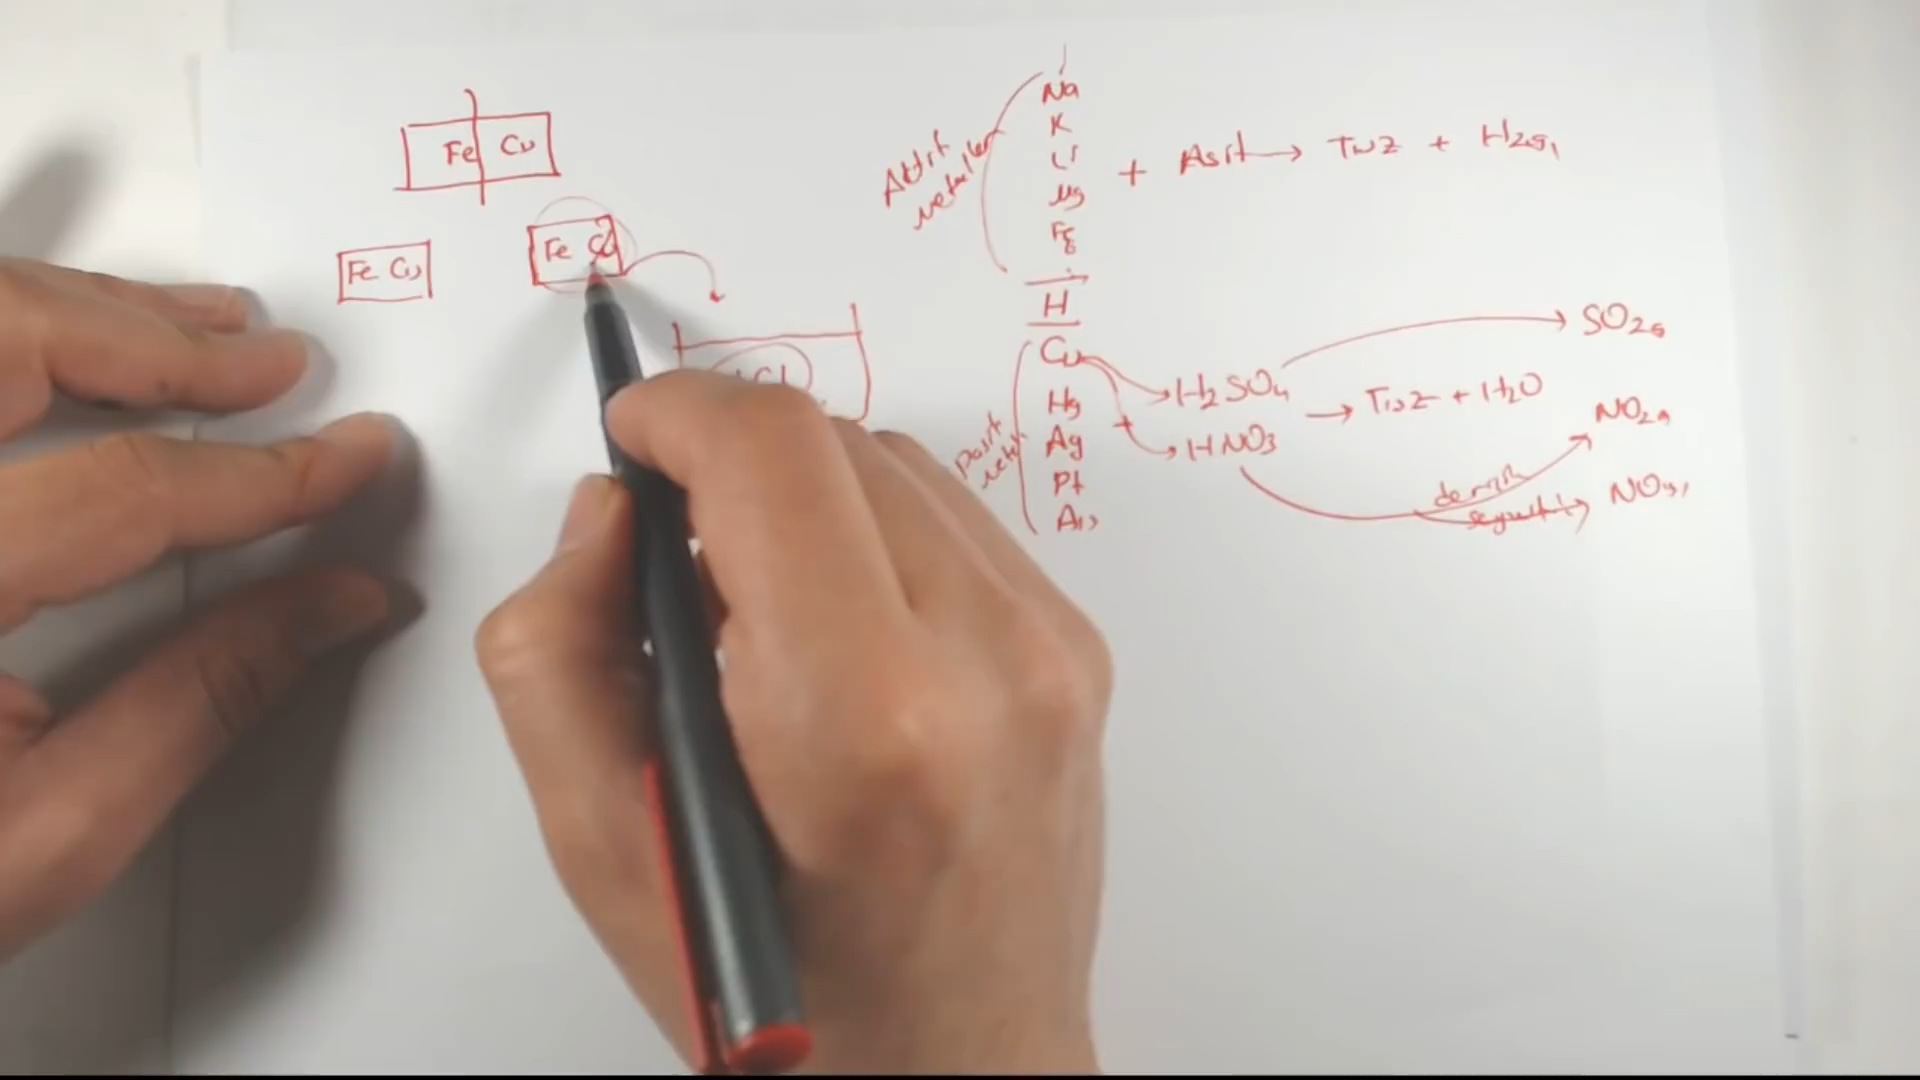 Fe Cu
Fe Cu
Fe Cu
Aktif metaller
Na
K
Li
Mg
Fe
+ Asit → Tuz + H2(g)
H
Pasif
Cu
Hg
Ag
Pt
Au
+
H2SO4
HNO3
→ Tuz + H2O
SO2(g)
derişik
NO2(g)
seyreltik
NO(g)